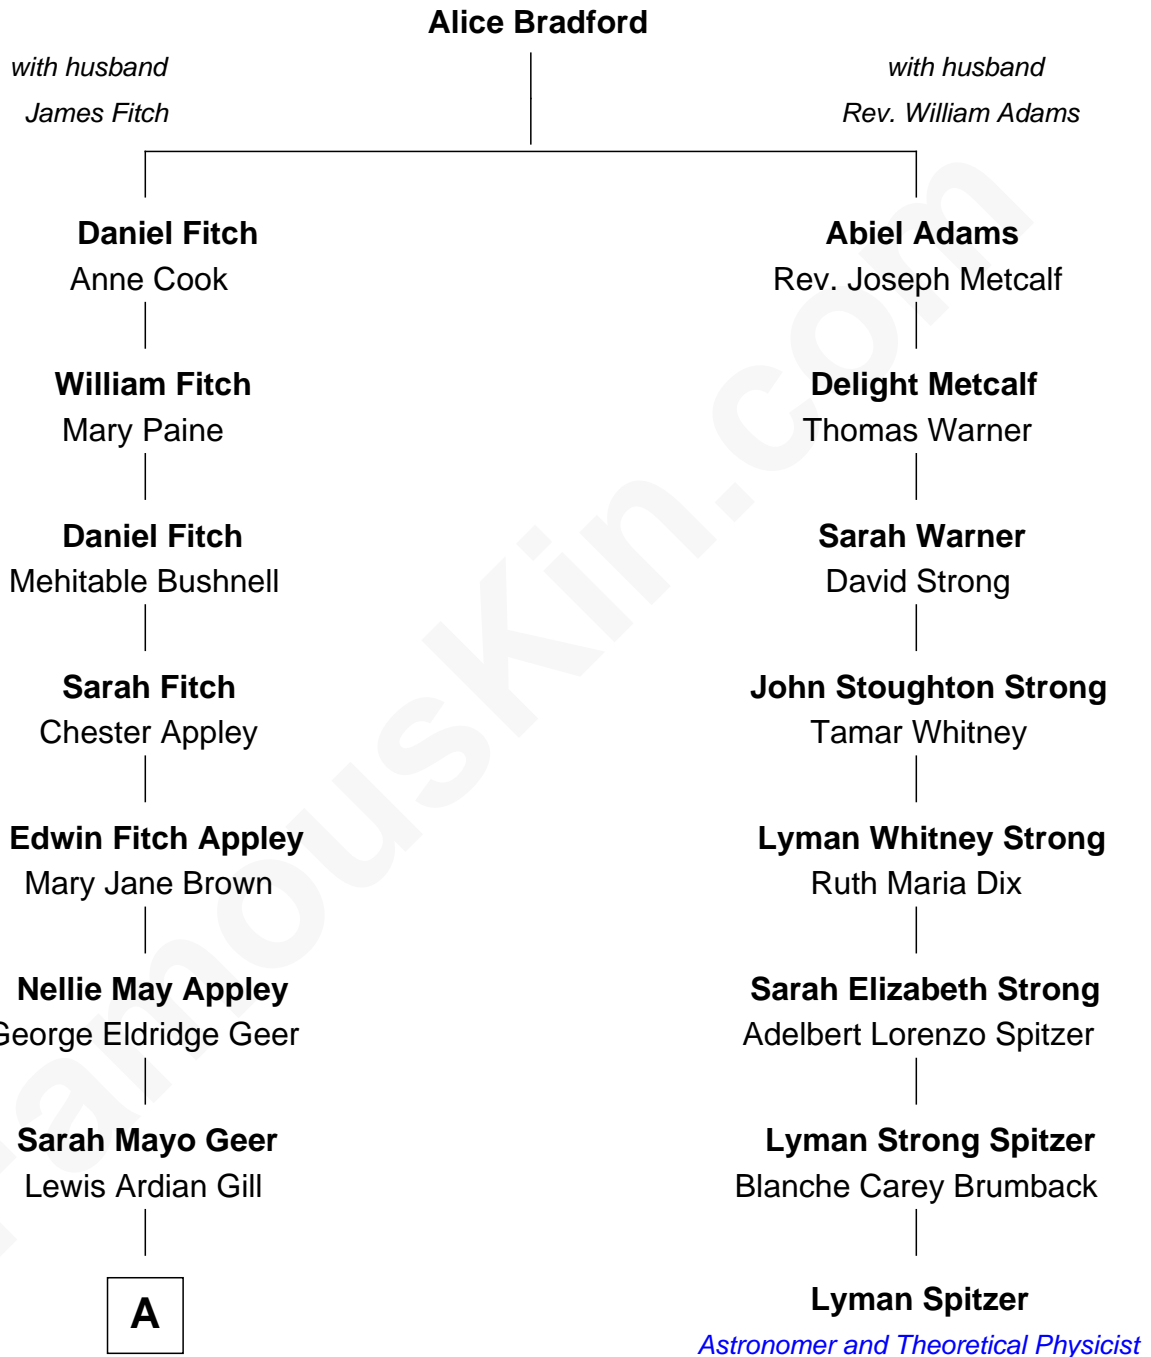 Alice Bradford
with husband
James Fitch
with husband
Rev. William Adams
Daniel Fitch
Anne Cook
William Fitch
Mary Paine
Daniel Fitch
Mehitable Bushnell
Sarah Fitch
Chester Appley
Edwin Fitch Appley
Mary Jane Brown
Nellie May Appley
George Eldridge Geer
Sarah Mayo Geer
Lewis Ardian Gill
A
Abiel Adams
Rev. Joseph Metcalf
Delight Metcalf
Thomas Warner
Sarah Warner
David Strong
John Stoughton Strong
Tamar Whitney
Lyman Whitney Strong
Ruth Maria Dix
Sarah Elizabeth Strong
Adelbert Lorenzo Spitzer
Lyman Strong Spitzer
Blanche Carey Brumback
Lyman Spitzer
Astronomer and Theoretical Physicist
FamousKin.com